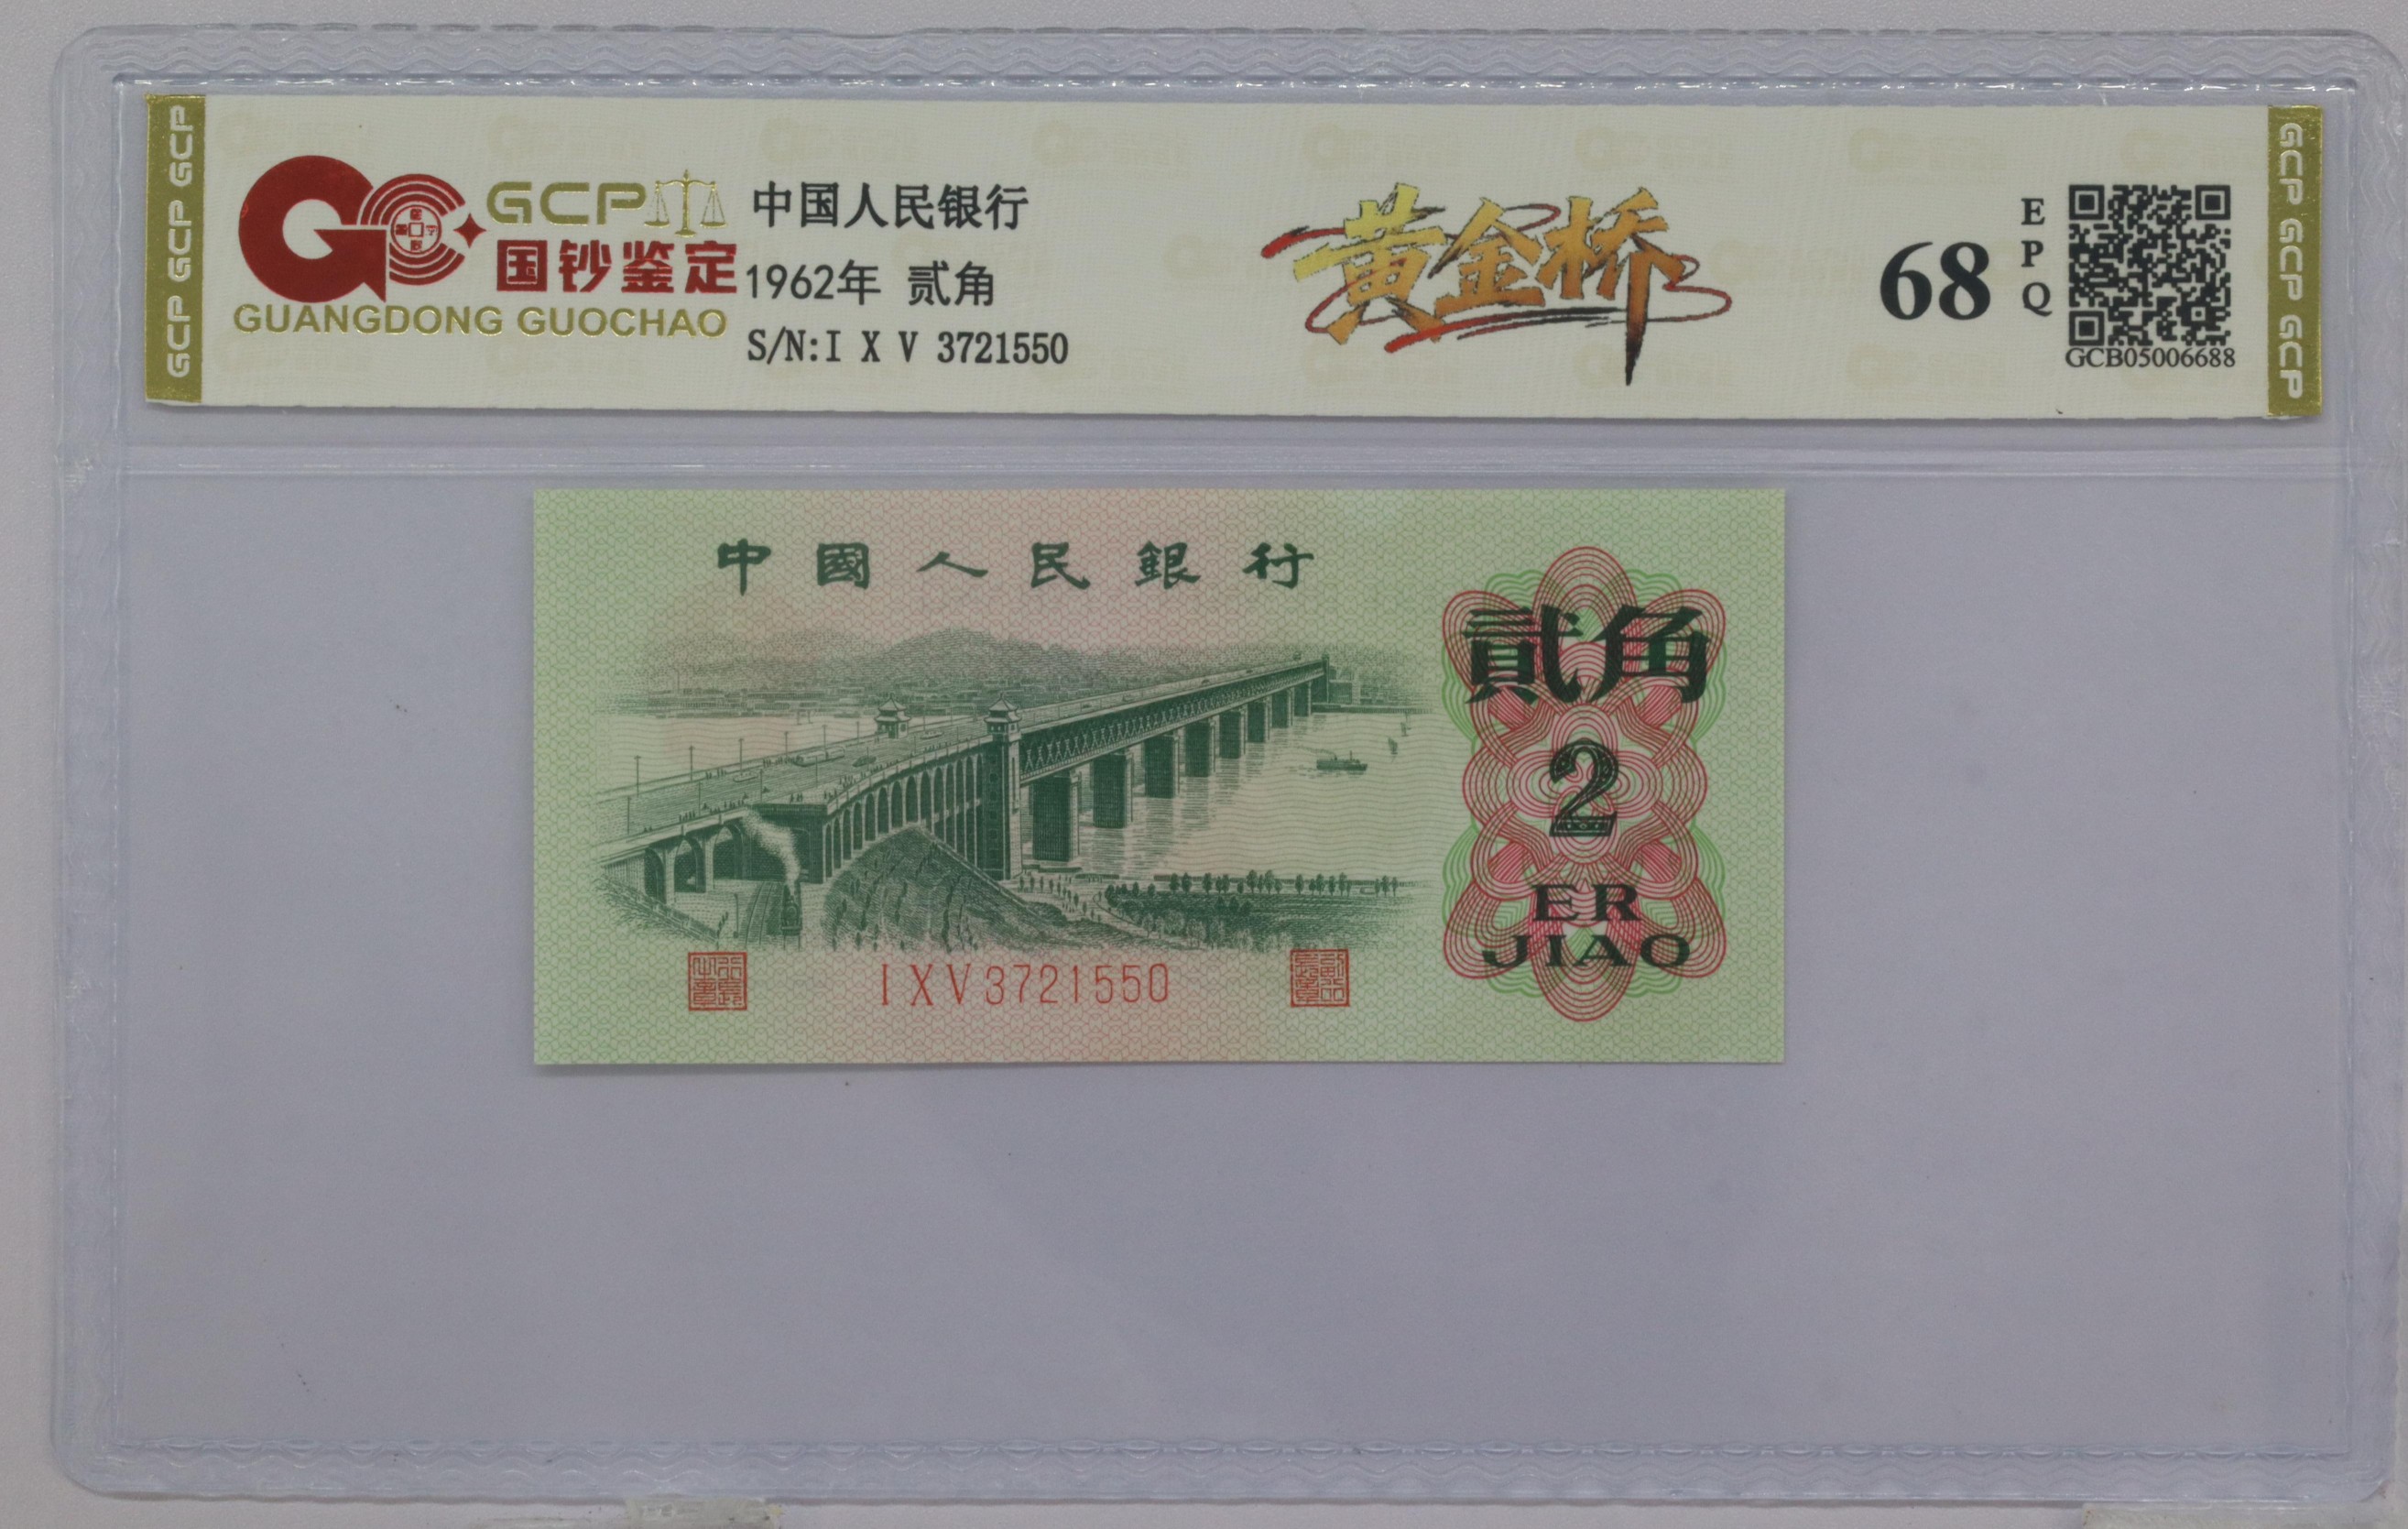 GCP GCP GCP
GCP
国钞鉴定
GUANGDONG GUOCHAO
中国人民银行
1962年 贰角
S/N:I X V 3721550
黄金桥
68
EPQ
GCB05006688
GCP GCP GCP
中國人民銀行
貳角
2
ER
JIAO
I X V 3721550